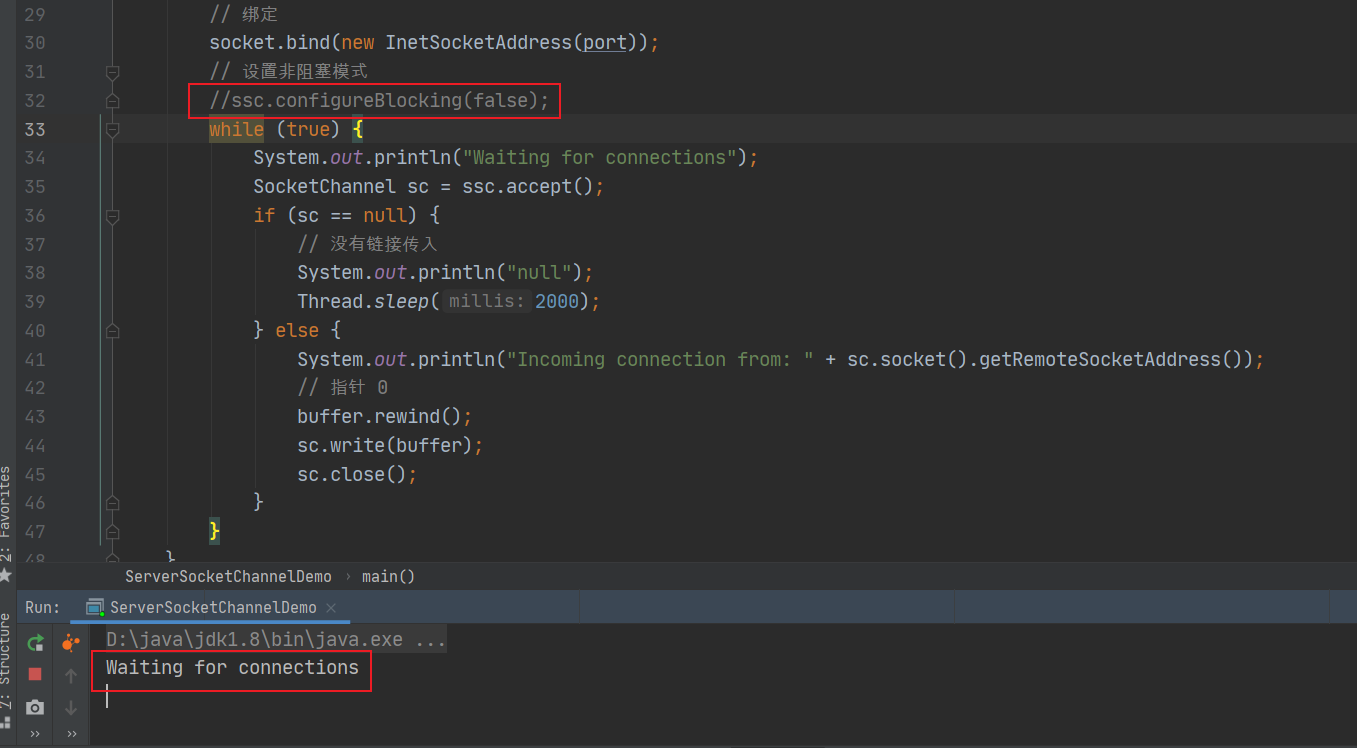 29 // 绑定
30 socket.bind(new InetSocketAddress(port));
31 // 设置非阻塞模式
32 //ssc.configureBlocking(false);
33 while (true) {
34 System.out.println("Waiting for connections");
35 SocketChannel sc = ssc.accept();
36 if (sc == null) {
37 // 没有链接传入
38 System.out.println("null");
39 Thread.sleep( millis: 2000);
40 } else {
41 System.out.println("Incoming connection from: " + sc.socket().getRemoteSocketAddress());
42 // 指针 0
43 buffer.rewind();
44 sc.write(buffer);
45 sc.close();
46 }
47 }
48 }
2: Favorites
7: Structure
ServerSocketChannelDemo › main()
Run: ServerSocketChannelDemo ×
D:\java\jdk1.8\bin\java.exe ...
Waiting for connections
» »